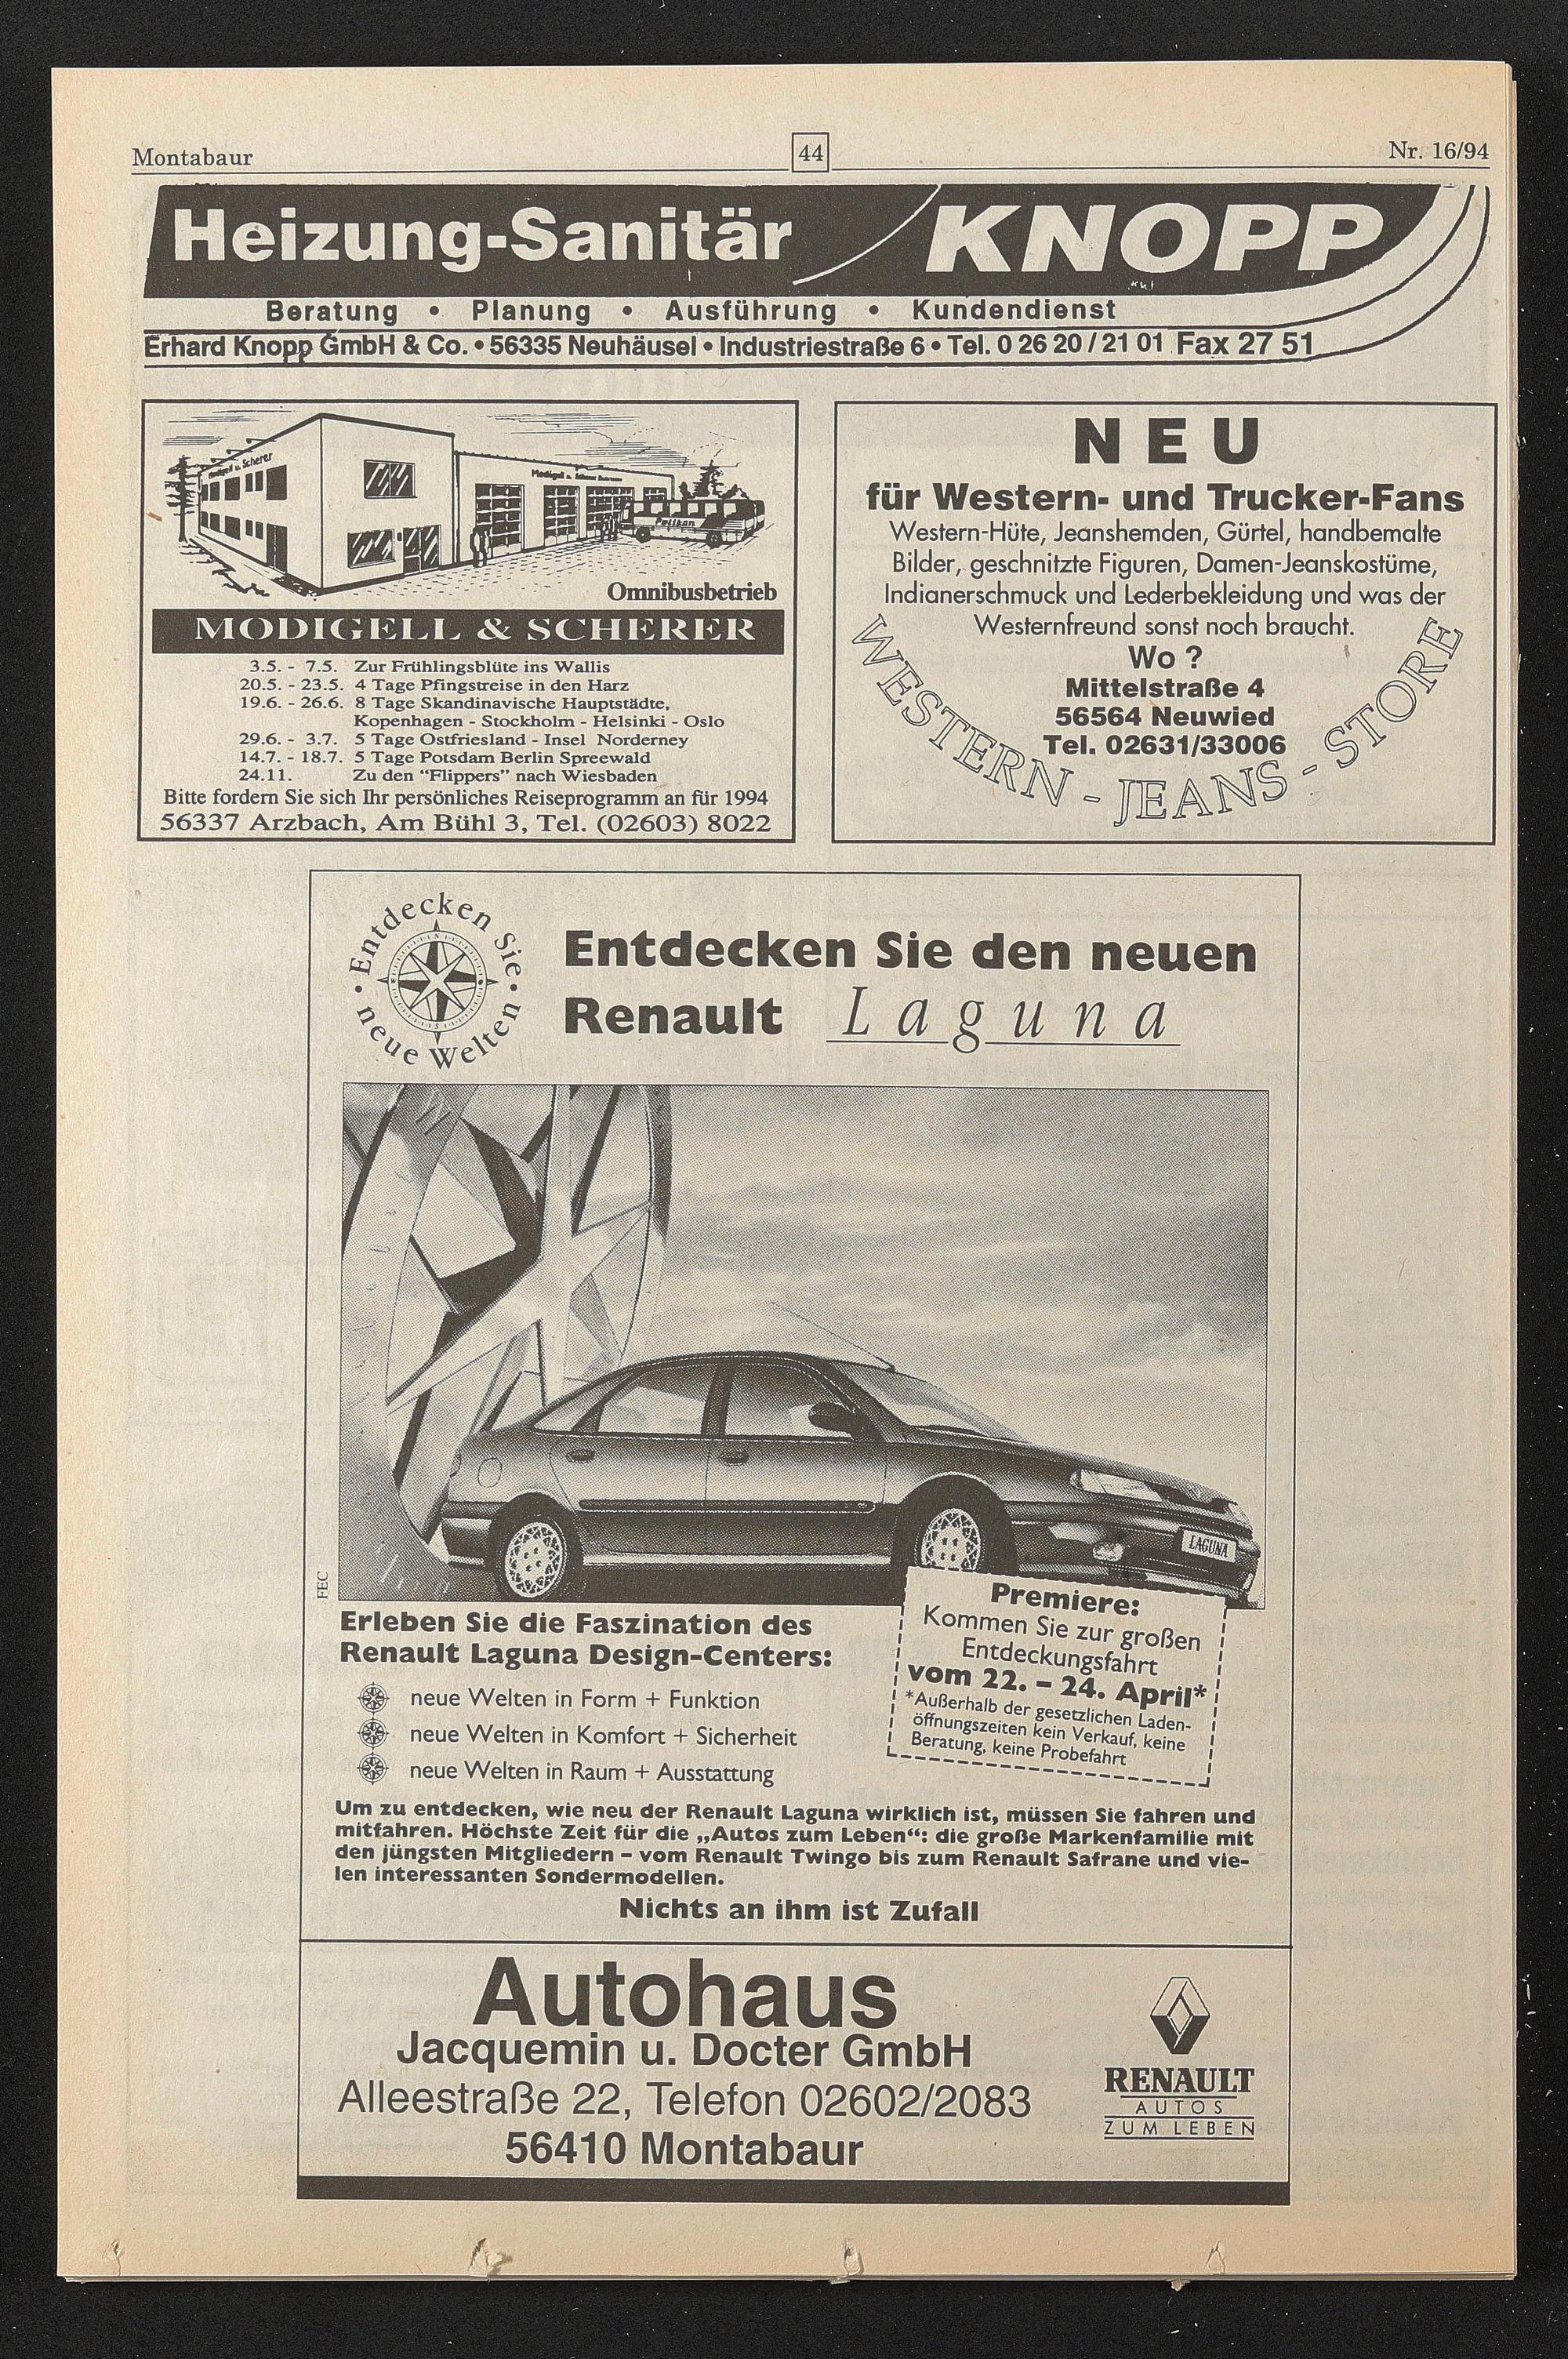 Montabaur
44
Nr. 16/94
Heizung-Sanitär KNOPP
Beratung • Planung • Ausführung • Kundendienst
Erhard Knopp GmbH & Co. • 56335 Neuhäusel • Industriestraße 6 • Tel. 0 26 20 / 21 01 Fax 27 51
Modigell u. Scherer
Modigell u. Scherer
Pelikan
Omnibusbetrieb
MODIGELL & SCHERER
3.5. - 7.5. Zur Frühlingsblüte ins Wallis
20.5. - 23.5. 4 Tage Pfingstreise in den Harz
19.6. - 26.6. 8 Tage Skandinavische Hauptstädte,
Kopenhagen - Stockholm - Helsinki - Oslo
29.6. - 3.7. 5 Tage Ostfriesland - Insel Norderney
14.7. - 18.7. 5 Tage Potsdam Berlin Spreewald
24.11. Zu den “Flippers” nach Wiesbaden
Bitte fordern Sie sich Ihr persönliches Reiseprogramm an für 1994
56337 Arzbach, Am Bühl 3, Tel. (02603) 8022
NEU
für Western- und Trucker-Fans
Western-Hüte, Jeanshemden, Gürtel, handbemalte
Bilder, geschnitzte Figuren, Damen-Jeanskostüme,
Indianerschmuck und Lederbekleidung und was der
Westernfreund sonst noch braucht.
Wo ?
Mittelstraße 4
56564 Neuwied
Tel. 02631/33006
WESTERN - JEANS - STORE
· Entdecken Sie ·
neue Welten
Entdecken Sie den neuen
Renault Laguna
LAGUNA
FEC
Erleben Sie die Faszination des
Renault Laguna Design-Centers:
neue Welten in Form + Funktion
neue Welten in Komfort + Sicherheit
neue Welten in Raum + Ausstattung
Premiere:
Kommen Sie zur großen
Entdeckungsfahrt
vom 22. – 24. April*
*Außerhalb der gesetzlichen Laden-
öffnungszeiten kein Verkauf, keine
Beratung, keine Probefahrt
Um zu entdecken, wie neu der Renault Laguna wirklich ist, müssen Sie fahren und
mitfahren. Höchste Zeit für die „Autos zum Leben“: die große Markenfamilie mit
den jüngsten Mitgliedern – vom Renault Twingo bis zum Renault Safrane und vie-
len interessanten Sondermodellen.
Nichts an ihm ist Zufall
Autohaus
Jacquemin u. Docter GmbH
Alleestraße 22, Telefon 02602/2083
56410 Montabaur
RENAULT
AUTOS
ZUM LEBEN